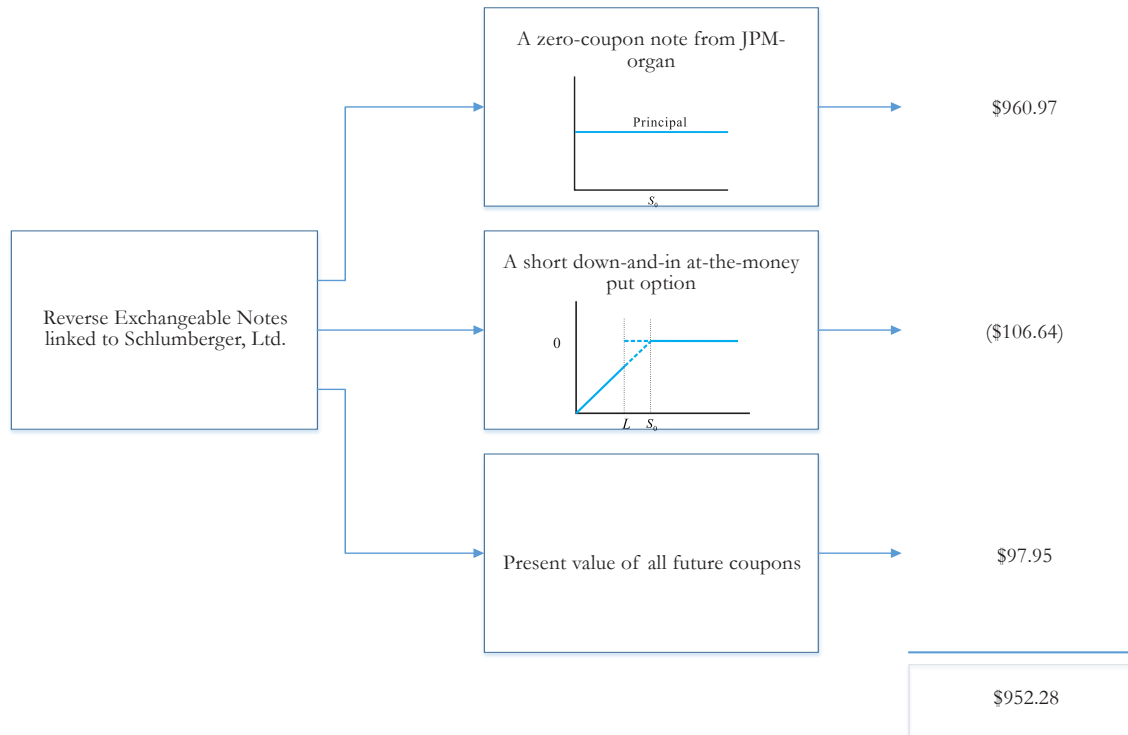 A zero-coupon note from JPM-
organ
Principal
S₀
$960.97
Reverse Exchangeable Notes
linked to Schlumberger, Ltd.
A short down-and-in at-the-money
put option
0
L S₀
($106.64)
Present value of all future coupons
$97.95
$952.28